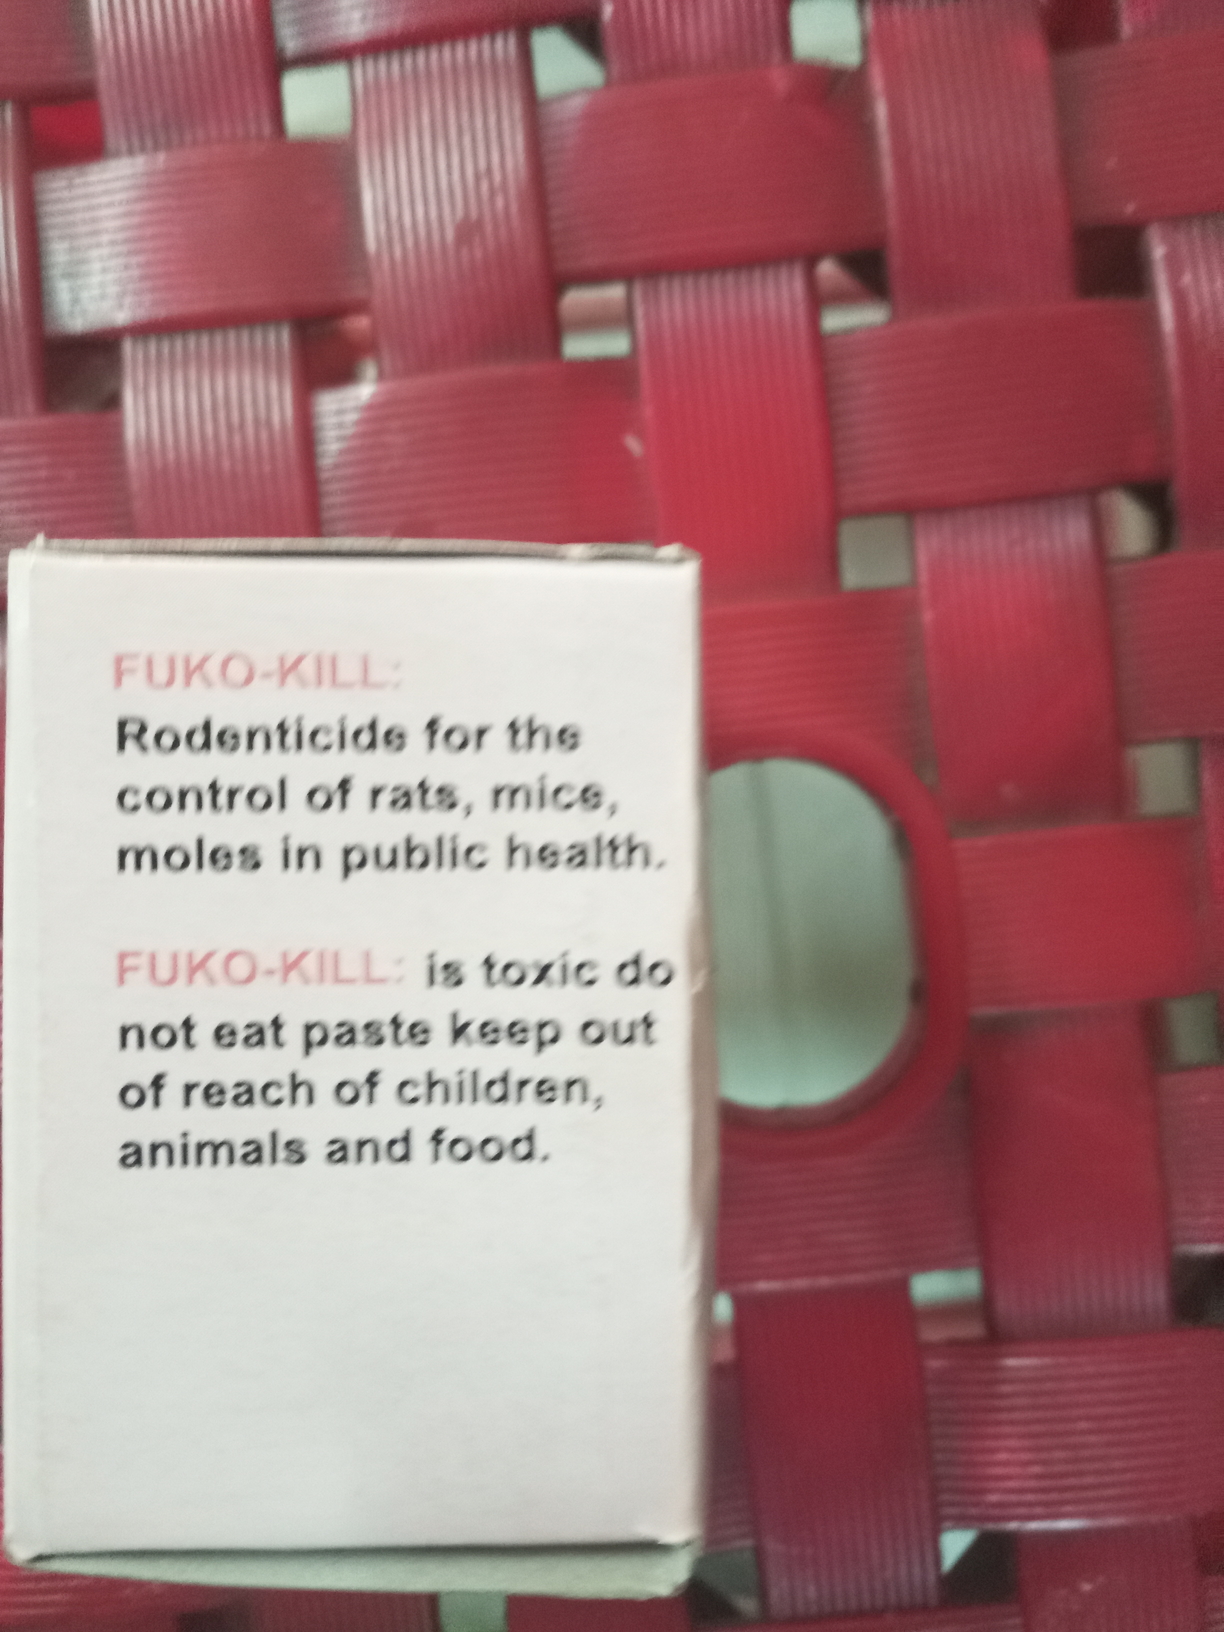 FUKO-KILL:
Rodenticide for the
control of rats, mice,
moles in public health.
FUKO-KILL: is toxic do
not eat paste keep out
of reach of children,
animals and food.